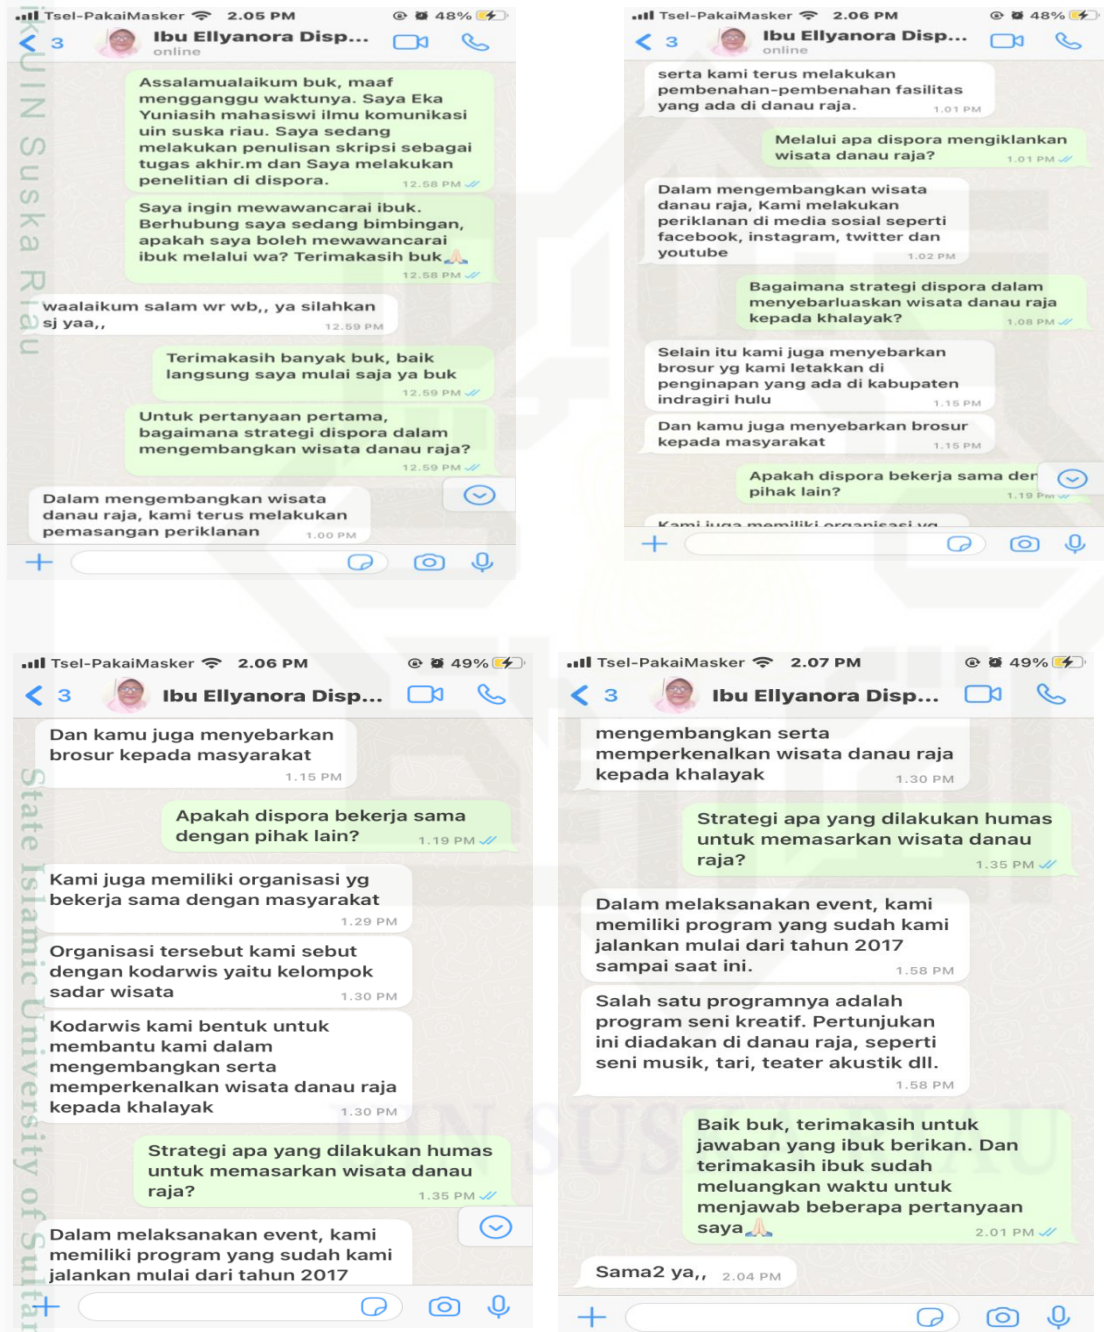 lik UIN Suska Riau
Tsel-PakaiMasker 2.05 PM 48%
3 Ibu Ellyanora Disp...
online
Assalamualaikum buk, maaf
mengganggu waktunya. Saya Eka
Yuniasih mahasiswi ilmu komunikasi
uin suska riau. Saya sedang
melakukan penulisan skripsi sebagai
tugas akhir.m dan Saya melakukan
penelitian di dispora. 12.58 PM
Saya ingin mewawancarai ibuk.
Berhubung saya sedang bimbingan,
apakah saya boleh mewawancarai
ibuk melalui wa? Terimakasih buk🙏🏻
12.58 PM
waalaikum salam wr wb,, ya silahkan
sj yaa,, 12.59 PM
Terimakasih banyak buk, baik
langsung saya mulai saja ya buk
12.59 PM
Untuk pertanyaan pertama,
bagaimana strategi dispora dalam
mengembangkan wisata danau raja?
12.59 PM
Dalam mengembangkan wisata
danau raja, kami terus melakukan
pemasangan periklanan 1.00 PM
Tsel-PakaiMasker 2.06 PM 48%
3 Ibu Ellyanora Disp...
online
serta kami terus melakukan
pembenahan-pembenahan fasilitas
yang ada di danau raja. 1.01 PM
Melalui apa dispora mengiklankan
wisata danau raja? 1.01 PM
Dalam mengembangkan wisata
danau raja, Kami melakukan
periklanan di media sosial seperti
facebook, instagram, twitter dan
youtube 1.02 PM
Bagaimana strategi dispora dalam
menyebarluaskan wisata danau raja
kepada khalayak? 1.08 PM
Selain itu kami juga menyebarkan
brosur yg kami letakkan di
penginapan yang ada di kabupaten
indragiri hulu 1.15 PM
Dan kamu juga menyebarkan brosur
kepada masyarakat 1.15 PM
Apakah dispora bekerja sama der
pihak lain? 1.19 PM
Kami juga memiliki organisasi yg
Tsel-PakaiMasker 2.06 PM 49%
3 Ibu Ellyanora Disp...
Dan kamu juga menyebarkan
brosur kepada masyarakat
1.15 PM
Apakah dispora bekerja sama
dengan pihak lain? 1.19 PM
Kami juga memiliki organisasi yg
bekerja sama dengan masyarakat
1.29 PM
Organisasi tersebut kami sebut
dengan kodarwis yaitu kelompok
sadar wisata 1.30 PM
Kodarwis kami bentuk untuk
membantu kami dalam
mengembangkan serta
memperkenalkan wisata danau raja
kepada khalayak 1.30 PM
Strategi apa yang dilakukan humas
untuk memasarkan wisata danau
raja? 1.35 PM
Dalam melaksanakan event, kami
memiliki program yang sudah kami
jalankan mulai dari tahun 2017
Tsel-PakaiMasker 2.07 PM 49%
3 Ibu Ellyanora Disp...
mengembangkan serta
memperkenalkan wisata danau raja
kepada khalayak 1.30 PM
Strategi apa yang dilakukan humas
untuk memasarkan wisata danau
raja? 1.35 PM
Dalam melaksanakan event, kami
memiliki program yang sudah kami
jalankan mulai dari tahun 2017
sampai saat ini. 1.58 PM
Salah satu programnya adalah
program seni kreatif. Pertunjukan
ini diadakan di danau raja, seperti
seni musik, tari, teater akustik dll.
1.58 PM
Baik buk, terimakasih untuk
jawaban yang ibuk berikan. Dan
terimakasih ibuk sudah
meluangkan waktu untuk
menjawab beberapa pertanyaan
saya🙏🏻 2.01 PM
Sama2 ya,, 2.04 PM
State Islamic University of Sultan
UIN SUSKA RIAU